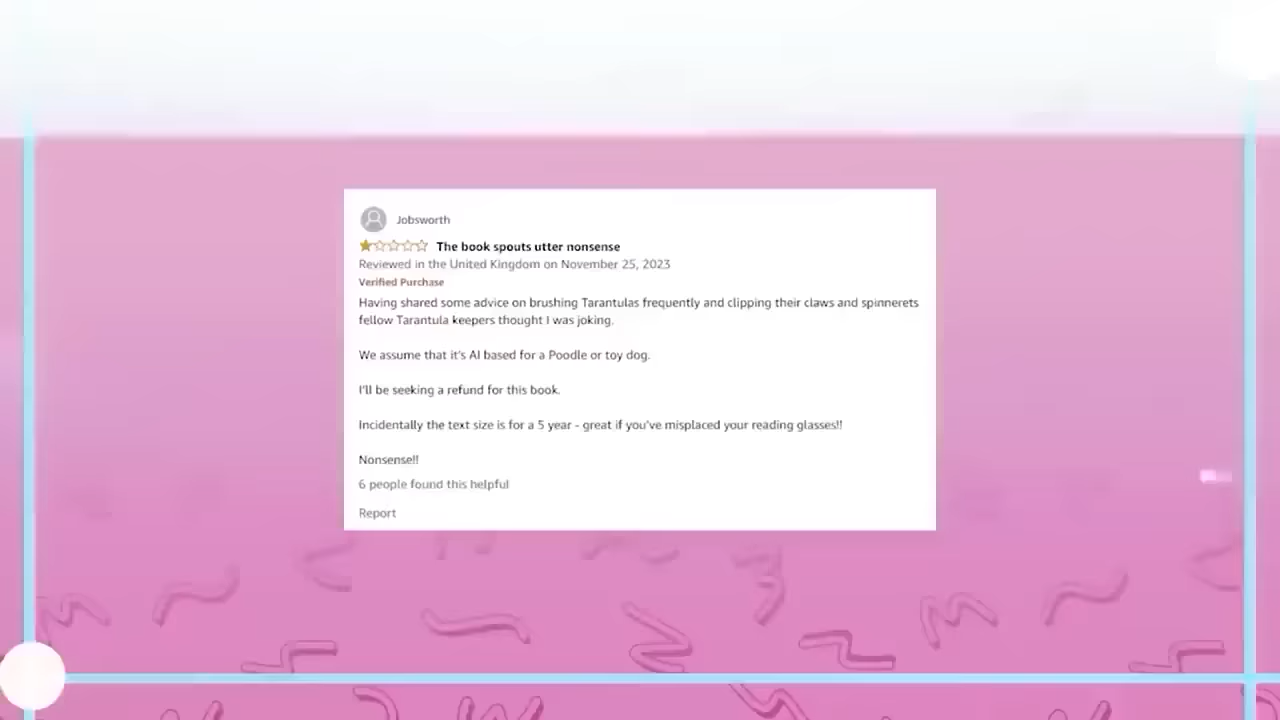 Jobsworth
The book spouts utter nonsense
Reviewed in the United Kingdom on November 25, 2023
Verified Purchase
Having shared some advice on brushing Tarantulas frequently and clipping their claws and spinnerets
fellow Tarantula keepers thought I was joking.
We assume that it's AI based for a Poodle or toy dog.
I'll be seeking a refund for this book.
Incidentally the text size is for a 5 year - great if you've misplaced your reading glasses!!
Nonsense!!
6 people found this helpful
Report